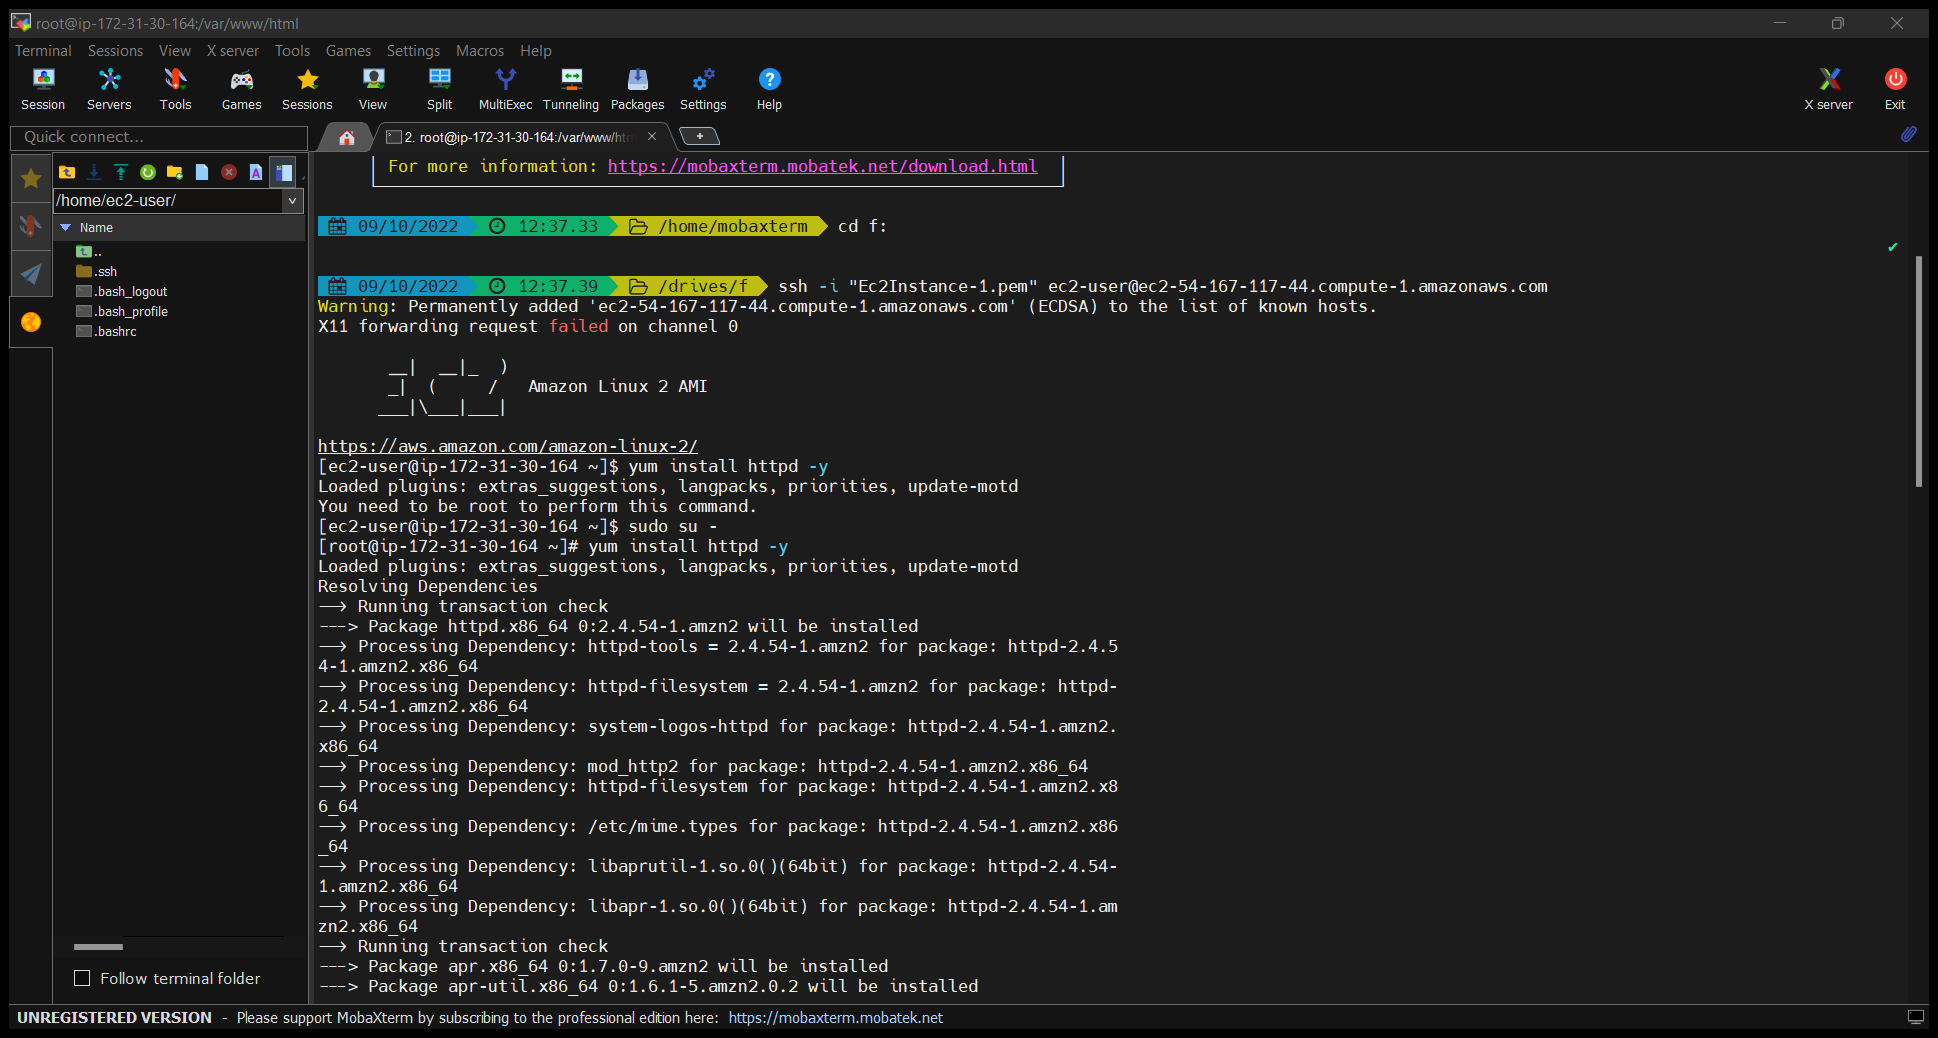 root@ip-172-31-30-164:/var/www/html
Terminal Sessions View X server Tools Games Settings Macros Help
Session Servers Tools Games Sessions View Split MultiExec Tunneling Packages Settings Help X server Exit
Quick connect...
2. root@ip-172-31-30-164:/var/www/htm
/home/ec2-user/
Name
..
.ssh
.bash_logout
.bash_profile
.bashrc
Follow terminal folder
For more information: https://mobaxterm.mobatek.net/download.html
09/10/2022 12:37.33 /home/mobaxterm cd f:
09/10/2022 12:37.39 /drives/f ssh -i "Ec2Instance-1.pem" ec2-user@ec2-54-167-117-44.compute-1.amazonaws.com
Warning: Permanently added 'ec2-54-167-117-44.compute-1.amazonaws.com' (ECDSA) to the list of known hosts.
X11 forwarding request failed on channel 0
__|  __|_  )
_|  (     /   Amazon Linux 2 AMI
___|\___|___|
https://aws.amazon.com/amazon-linux-2/
[ec2-user@ip-172-31-30-164 ~]$ yum install httpd -y
Loaded plugins: extras_suggestions, langpacks, priorities, update-motd
You need to be root to perform this command.
[ec2-user@ip-172-31-30-164 ~]$ sudo su -
[root@ip-172-31-30-164 ~]# yum install httpd -y
Loaded plugins: extras_suggestions, langpacks, priorities, update-motd
Resolving Dependencies
--> Running transaction check
---> Package httpd.x86_64 0:2.4.54-1.amzn2 will be installed
--> Processing Dependency: httpd-tools = 2.4.54-1.amzn2 for package: httpd-2.4.5
4-1.amzn2.x86_64
--> Processing Dependency: httpd-filesystem = 2.4.54-1.amzn2 for package: httpd-
2.4.54-1.amzn2.x86_64
--> Processing Dependency: system-logos-httpd for package: httpd-2.4.54-1.amzn2.
x86_64
--> Processing Dependency: mod_http2 for package: httpd-2.4.54-1.amzn2.x86_64
--> Processing Dependency: httpd-filesystem for package: httpd-2.4.54-1.amzn2.x8
6_64
--> Processing Dependency: /etc/mime.types for package: httpd-2.4.54-1.amzn2.x86
_64
--> Processing Dependency: libaprutil-1.so.0()(64bit) for package: httpd-2.4.54-
1.amzn2.x86_64
--> Processing Dependency: libapr-1.so.0()(64bit) for package: httpd-2.4.54-1.am
zn2.x86_64
--> Running transaction check
---> Package apr.x86_64 0:1.7.0-9.amzn2 will be installed
---> Package apr-util.x86_64 0:1.6.1-5.amzn2.0.2 will be installed
UNREGISTERED VERSION - Please support MobaXterm by subscribing to the professional edition here: https://mobaxterm.mobatek.net